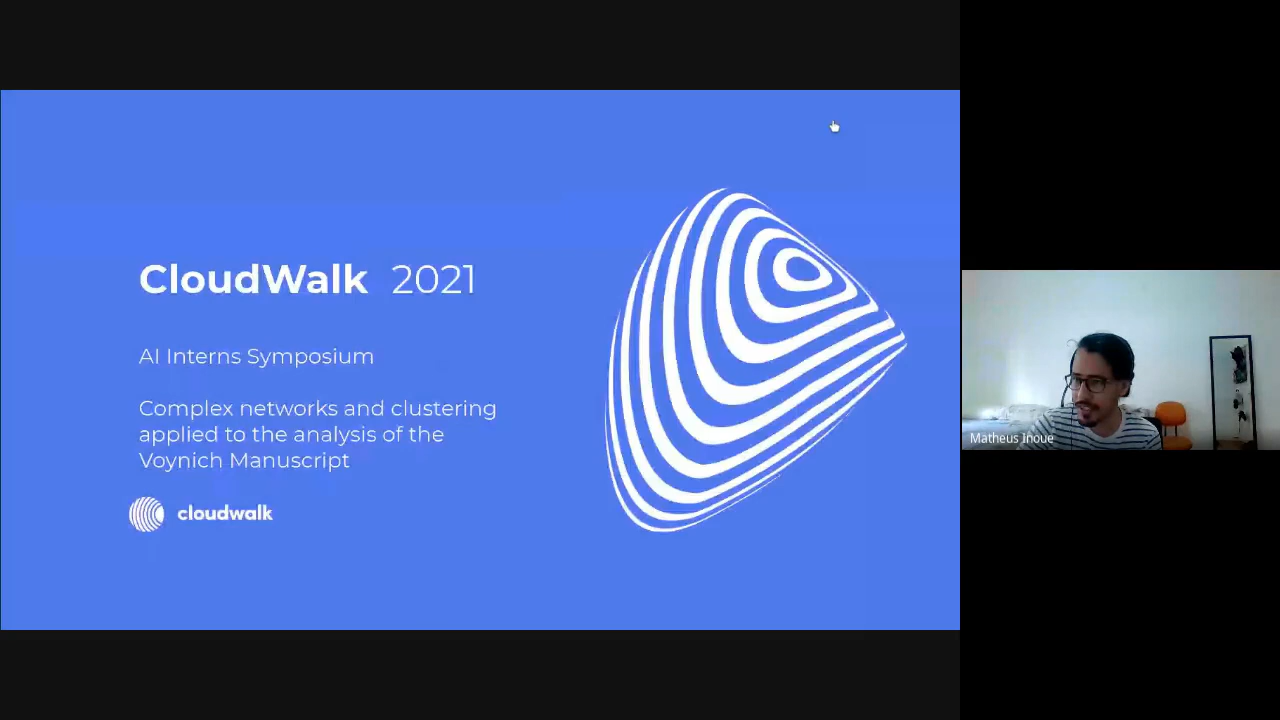 CloudWalk 2021
AI Interns Symposium
Complex networks and clustering
applied to the analysis of the
Voynich Manuscript
cloudwalk
Matheus Inoue